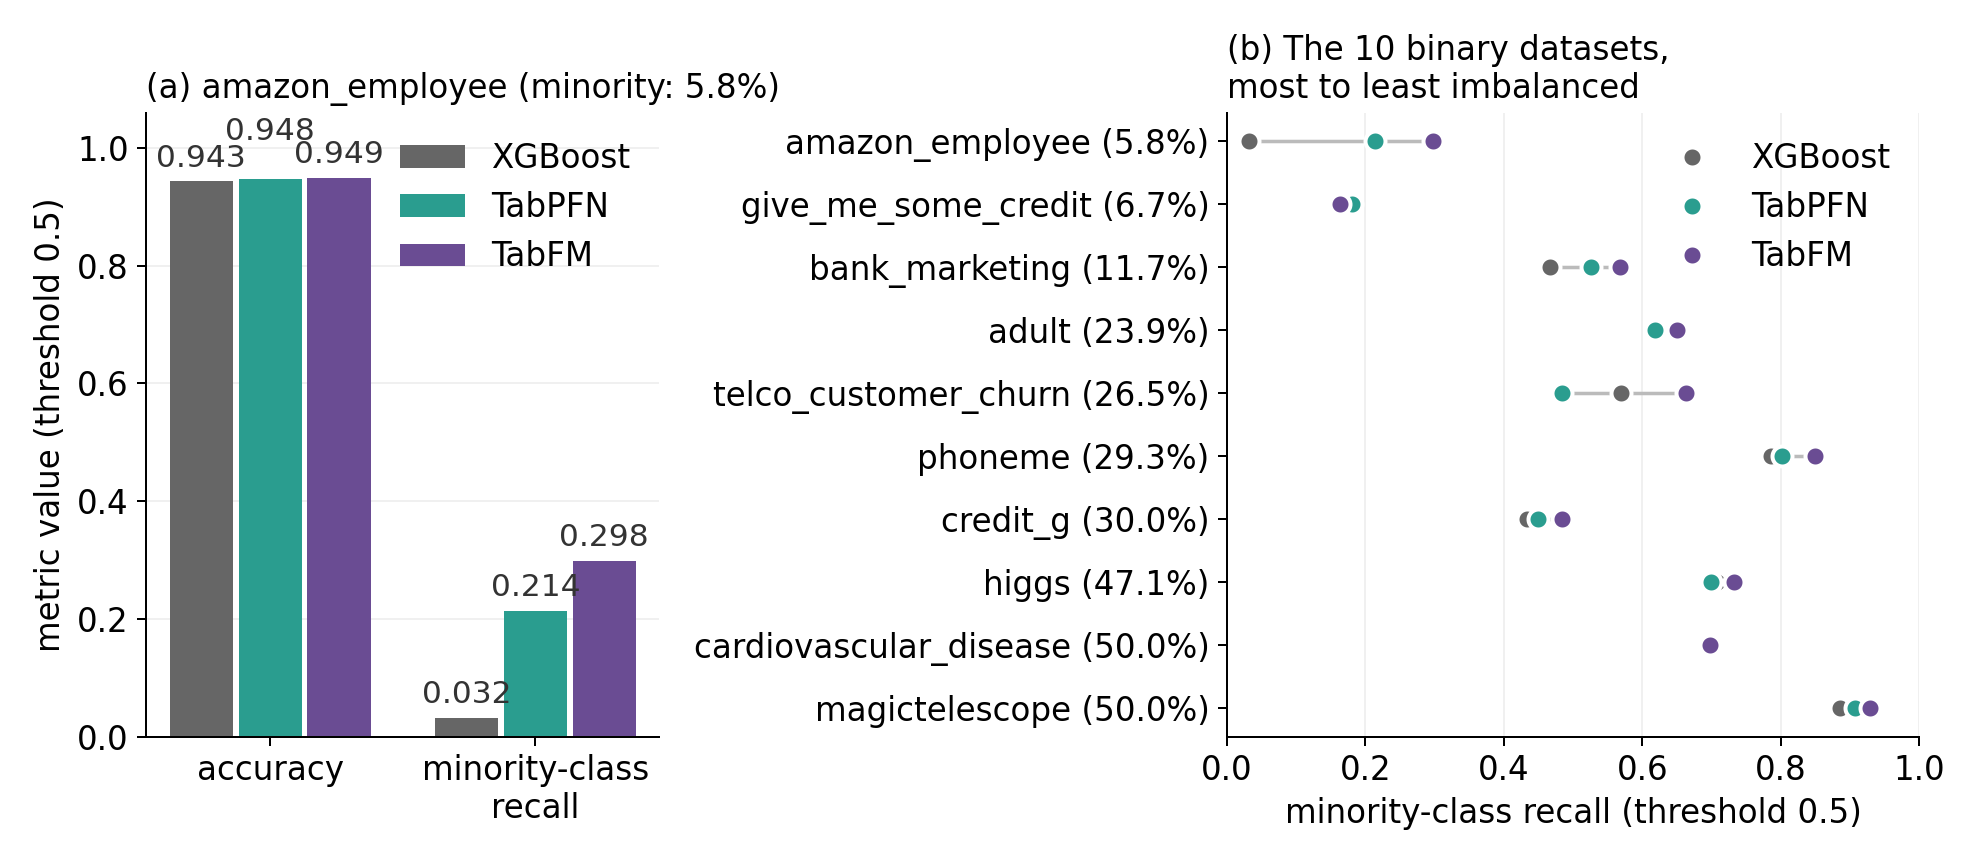 (a) amazon_employee (minority: 5.8%)
metric value (threshold 0.5)
1.0
0.8
0.6
0.4
0.2
0.0
0.943
0.948
0.949
0.032
0.214
0.298
XGBoost
TabPFN
TabFM
accuracy
minority-class
recall
(b) The 10 binary datasets,
most to least imbalanced
amazon_employee (5.8%)
give_me_some_credit (6.7%)
bank_marketing (11.7%)
adult (23.9%)
telco_customer_churn (26.5%)
phoneme (29.3%)
credit_g (30.0%)
higgs (47.1%)
cardiovascular_disease (50.0%)
magictelescope (50.0%)
XGBoost
TabPFN
TabFM
0.0
0.2
0.4
0.6
0.8
1.0
minority-class recall (threshold 0.5)